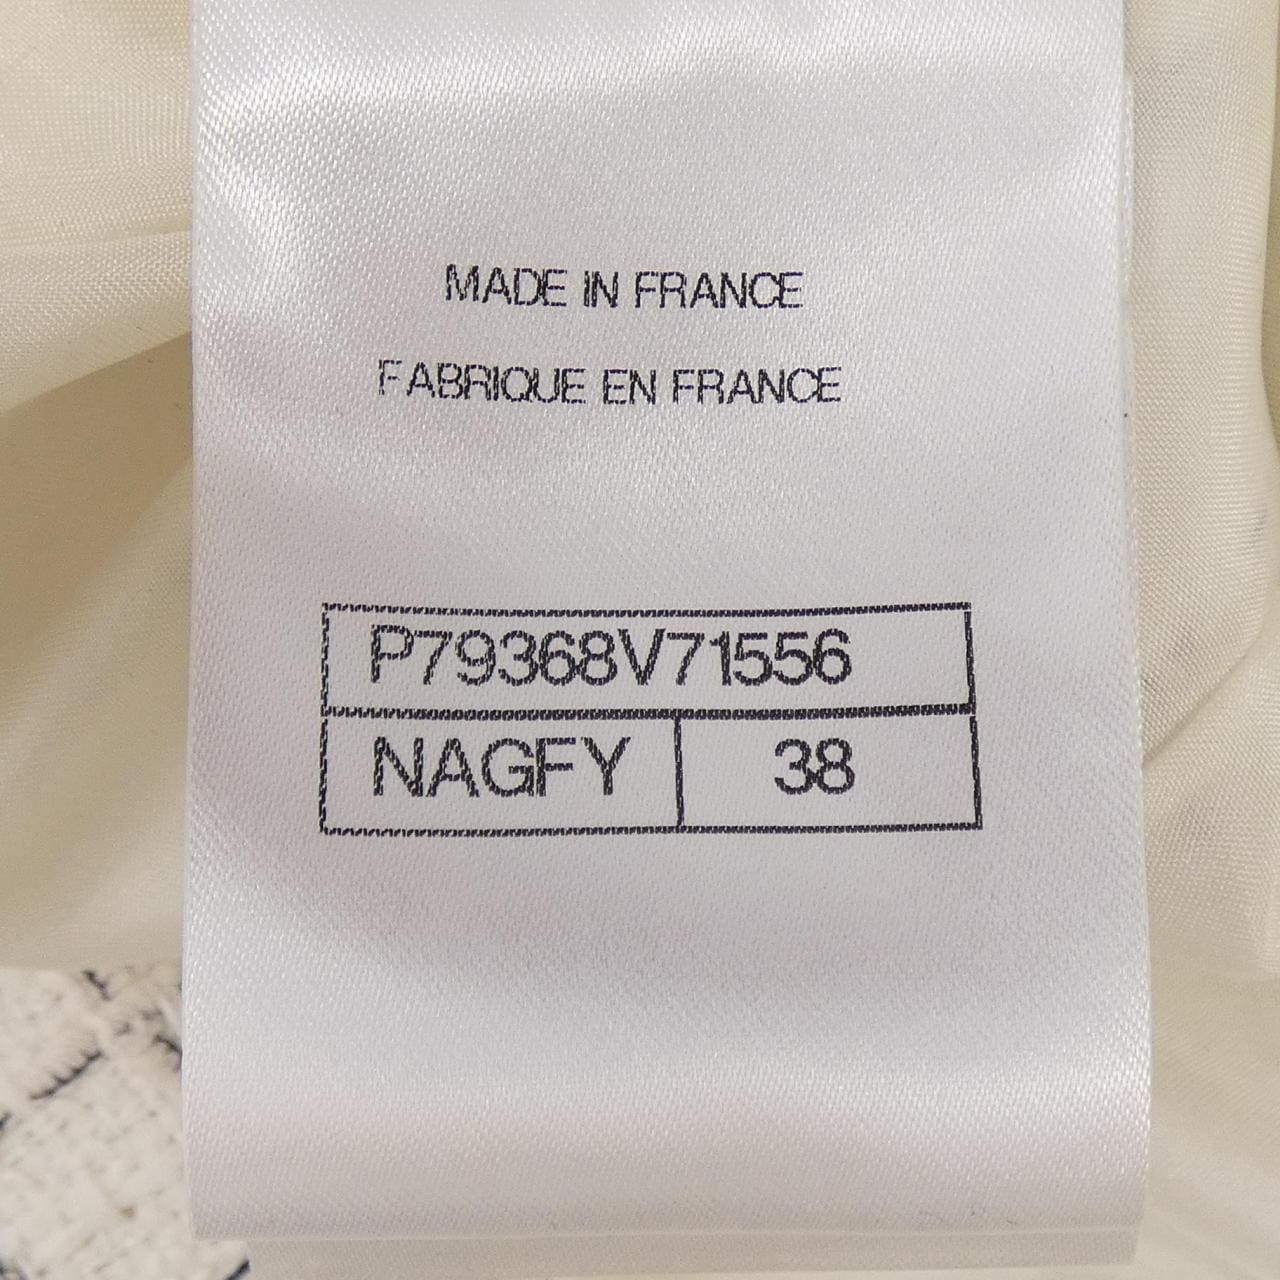 MADE IN FRANCE
FABRIQUE EN FRANCE
P79368V71556
NAGFY 38